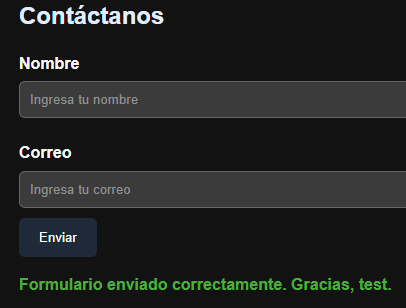 Contáctanos
Nombre
Ingresa tu nombre
Correo
Ingresa tu correo
Enviar
Formulario enviado correctamente. Gracias, test.